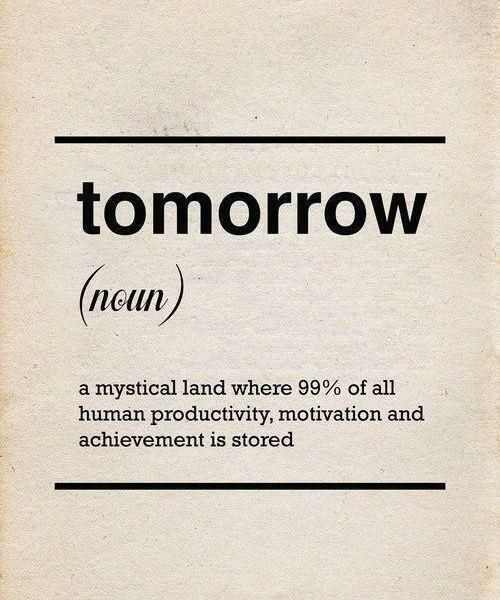 tomorrow
(noun)
a mystical land where 99% of all
human productivity, motivation and
achievement is stored